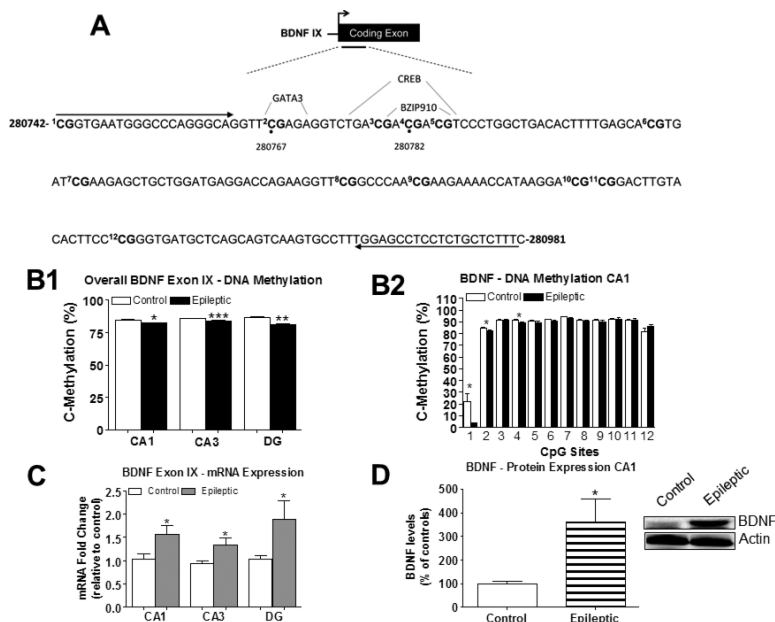 A
BDNF IX
Coding Exon
CREB
GATA3
BZIP910
280742- ¹CGGTGAATGGGCCCAGGGCAGGTT²CGAGAGGTCTGA³CGA⁴CGA⁵CGTCCCTGGCTGACACTTTTGAGCA⁶CGTG
280767
280782
AT⁷CGAAGAGCTGCTGGATGAGGACCAGAAGGTT⁸CGGCCCAA⁹CGAAGAAAACCATAAGGA¹⁰CG¹¹CGGACTTGTA
CACTTCC¹²CGGGTGATGCTCAGCAGTCAAGTGCCTTTGGAGCCTCCTCTGCTCTTTC-280981
B1
Overall BDNF Exon IX - DNA Methylation
Control Epileptic
C-Methylation (%)
100
75
50
25
0
* *** **
CA1 CA3 DG
B2
BDNF - DNA Methylation CA1
Control Epileptic
C-Methylation (%)
100
90
80
70
60
50
40
30
20
10
0
* * *
1 2 3 4 5 6 7 8 9 10 11 12
CpG Sites
C
BDNF Exon IX - mRNA Expression
Control Epileptic
mRNA Fold Change
(relative to control)
2.5
2.0
1.5
1.0
0.5
0.0
* * *
CA1 CA3 DG
D
BDNF - Protein Expression CA1
BDNF levels
(% of controls)
500
400
300
200
100
0
*
Control Epileptic
Control Epileptic
BDNF
Actin